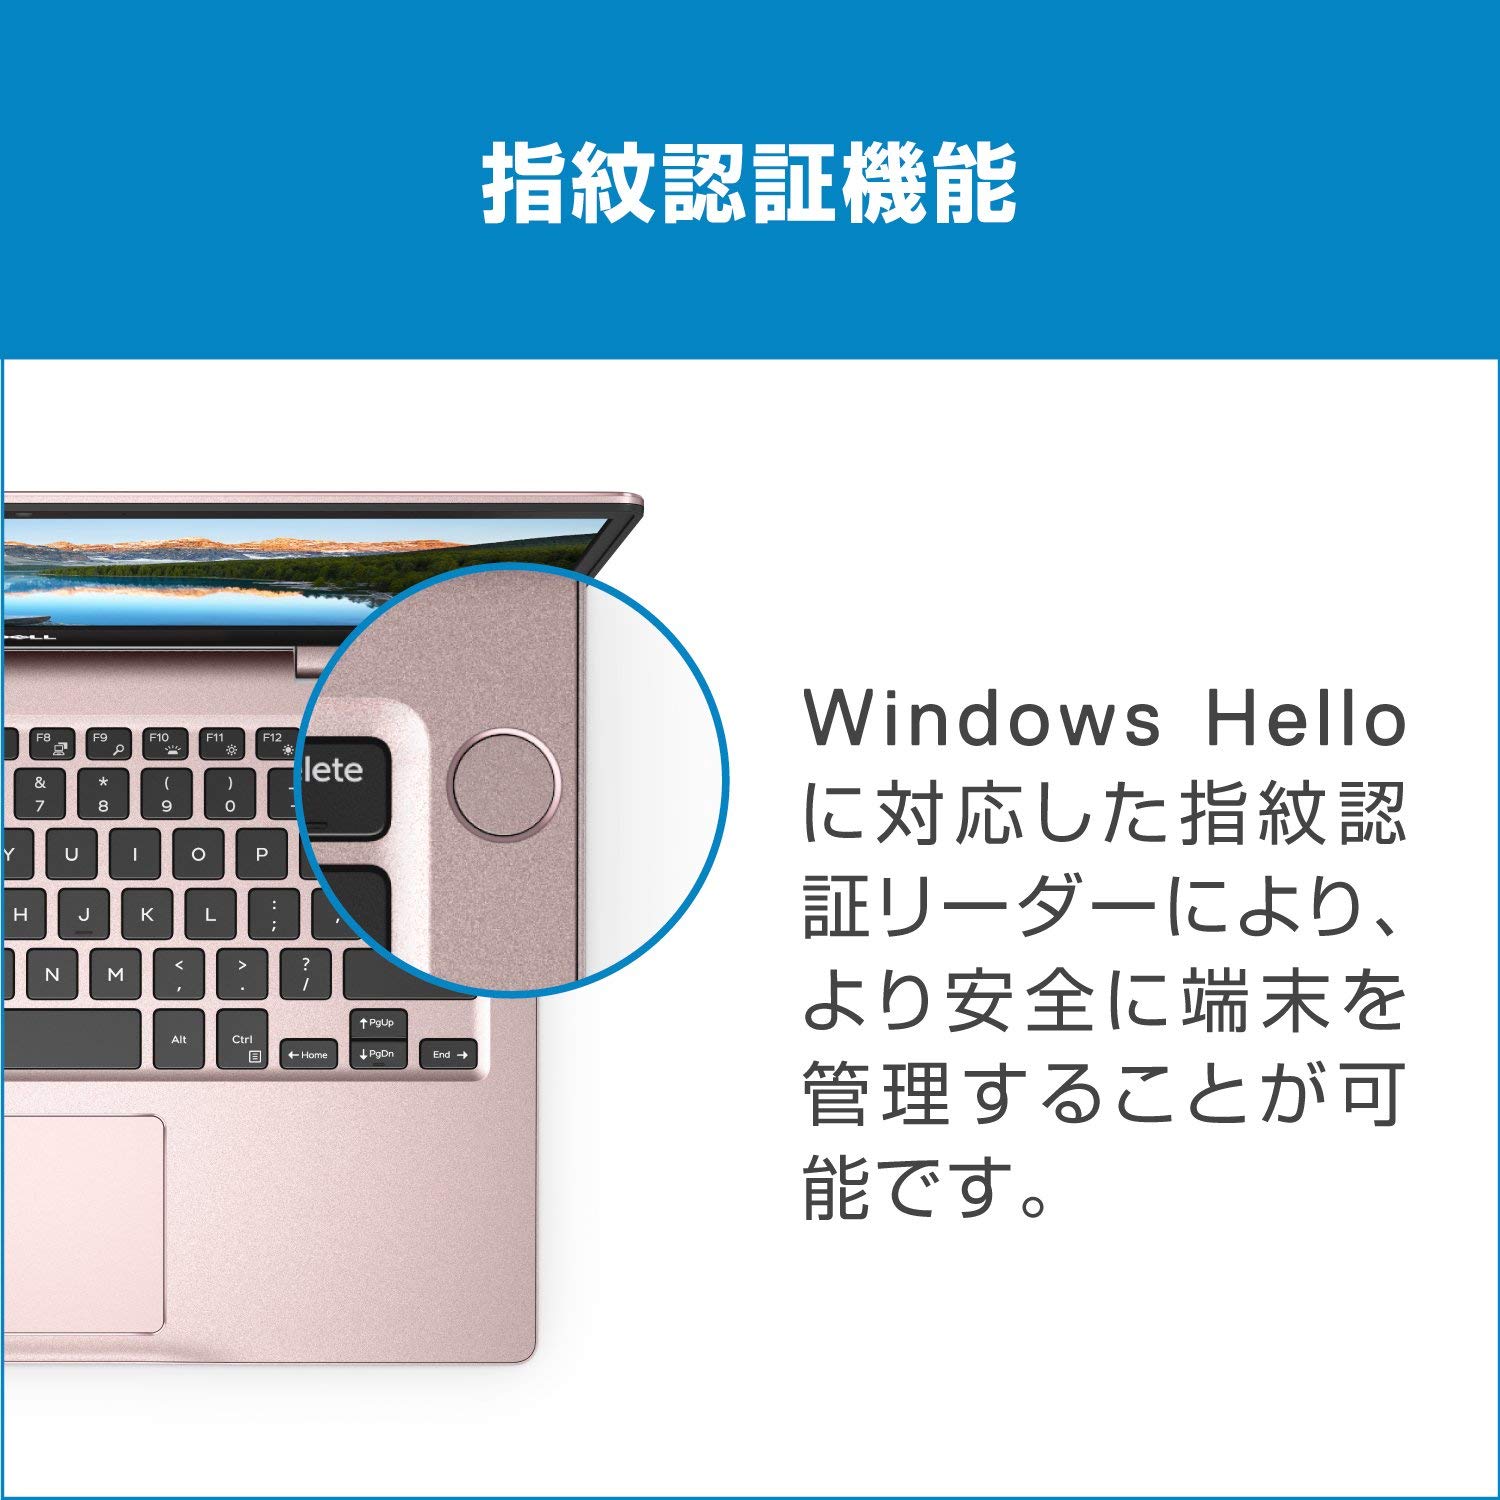 指紋認証機能
DELL
F8
F9
F10
F11
F12
lete
&
7
*
8
(
9
)
0
Y
U
I
O
P
H
J
K
L
:
;
N
M
<
,
>
.
?
/
Alt
Ctrl
Home
PgUp
PgDn
End
Windows Hello
に対応した指紋認
証リーダーにより、
より安全に端末を
管理することが可
能です。